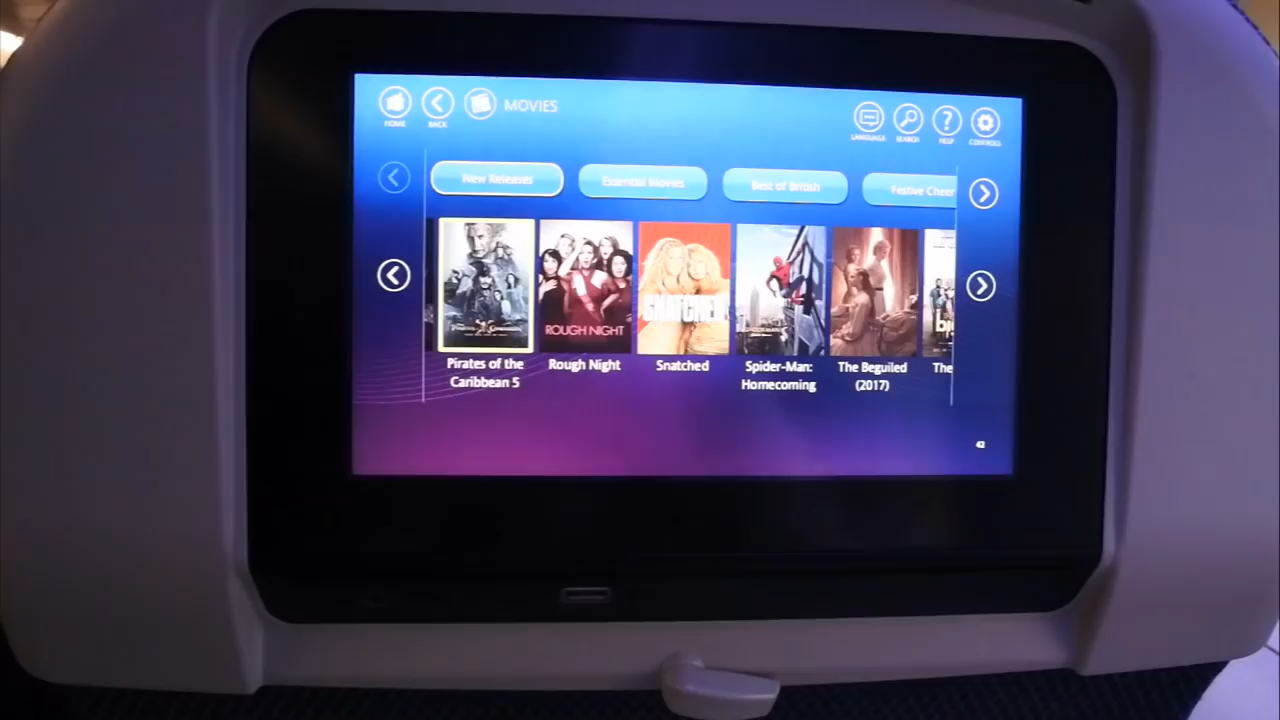 MOVIES
HOME
BACK
LANGUAGE
SEARCH
HELP
CONTROLS
New Releases
Essential Movies
Best of British
Festive Cheer
ROUGH NIGHT
SNATCHED
Pirates of the
Caribbean 5
Rough Night
Snatched
Spider-Man:
Homecoming
The Beguiled
(2017)
The
42